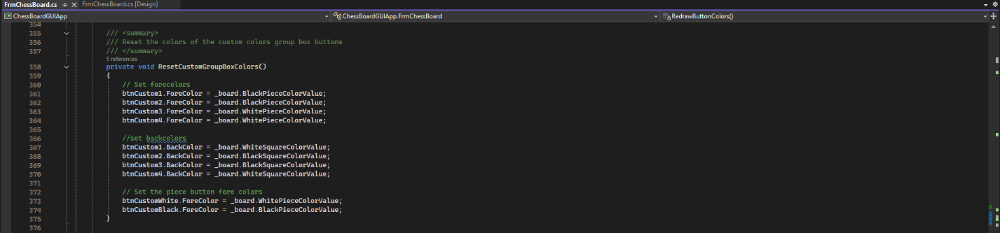 FrmChessBoard.cs FrmChessBoard.cs [Design]
C# ChessBoardGUIApp ChessBoardGUIApp.FrmChessBoard RedrawButtonColors()
354
355 /// <summary>
356 /// Reset the colors of the custom colors group box buttons
357 /// </summary>
5 references
358 private void ResetCustomGroupBoxColors()
359 {
360 // Set forecolors
361 btnCustom1.ForeColor = _board.BlackPieceColorValue;
362 btnCustom2.ForeColor = _board.BlackPieceColorValue;
363 btnCustom3.ForeColor = _board.WhitePieceColorValue;
364 btnCustom4.ForeColor = _board.WhitePieceColorValue;
365
366 //set backcolors
367 btnCustom1.BackColor = _board.WhiteSquareColorValue;
368 btnCustom2.BackColor = _board.BlackSquareColorValue;
369 btnCustom3.BackColor = _board.BlackSquareColorValue;
370 btnCustom4.BackColor = _board.WhiteSquareColorValue;
371
372 // Set the piece button fore colors
373 btnCustomWhite.ForeColor = _board.WhitePieceColorValue;
374 btnCustomBlack.ForeColor = _board.BlackPieceColorValue;
375 }
376